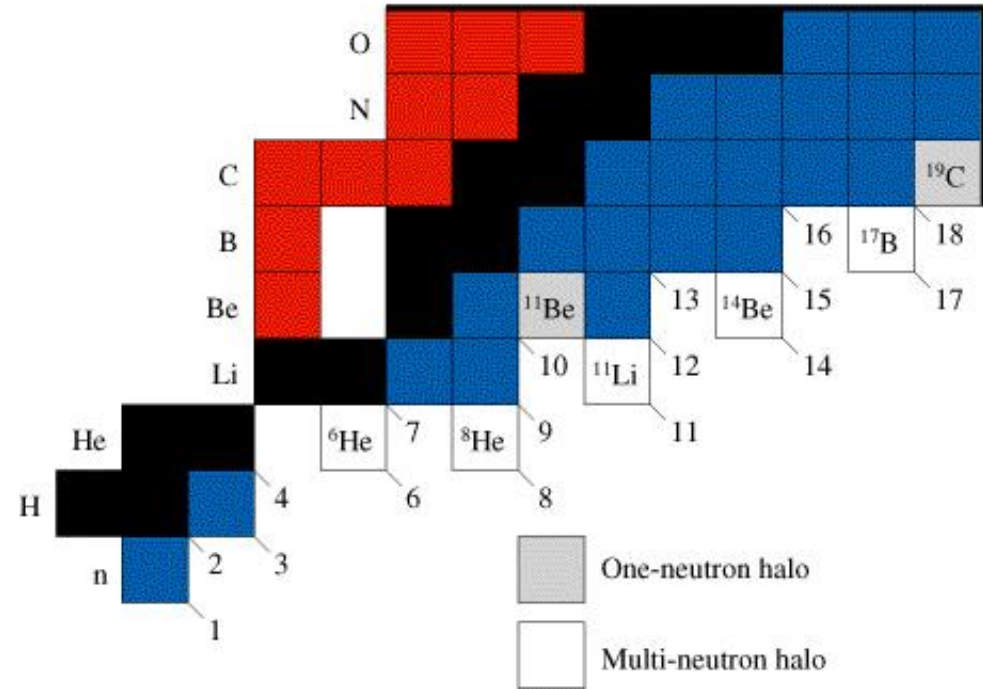 O
N
C ¹⁹C
B 16 ¹⁷B 18
Be ¹¹Be 13 ¹⁴Be 15 17
Li 10 ¹¹Li 12 14
He ⁶He 7 ⁸He 9 11
H 4 6 8
n 2 3
1
One-neutron halo
Multi-neutron halo